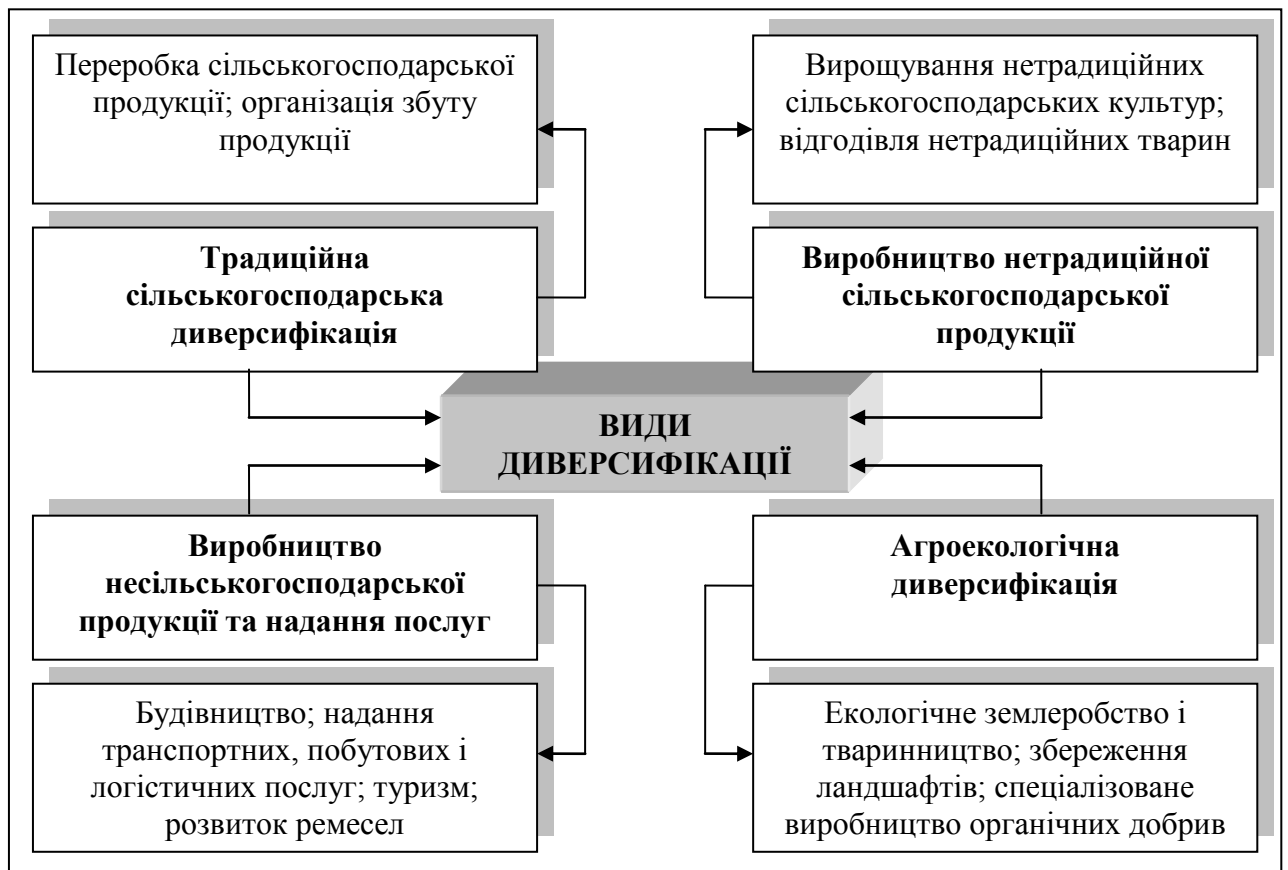 Переробка сільськогосподарської
продукції; організація збуту
продукції
Вирощування нетрадиційних
сільськогосподарських культур;
відгодівля нетрадиційних тварин
Традиційна
сільськогосподарська
диверсифікація
Виробництво нетрадиційної
сільськогосподарської
продукції
ВИДИ
ДИВЕРСИФІКАЦІЇ
Виробництво
несільськогосподарської
продукції та надання послуг
Агроекологічна
диверсифікація
Будівництво; надання
транспортних, побутових і
логістичних послуг; туризм;
розвиток ремесел
Екологічне землеробство і
тваринництво; збереження
ландшафтів; спеціалізоване
виробництво органічних добрив